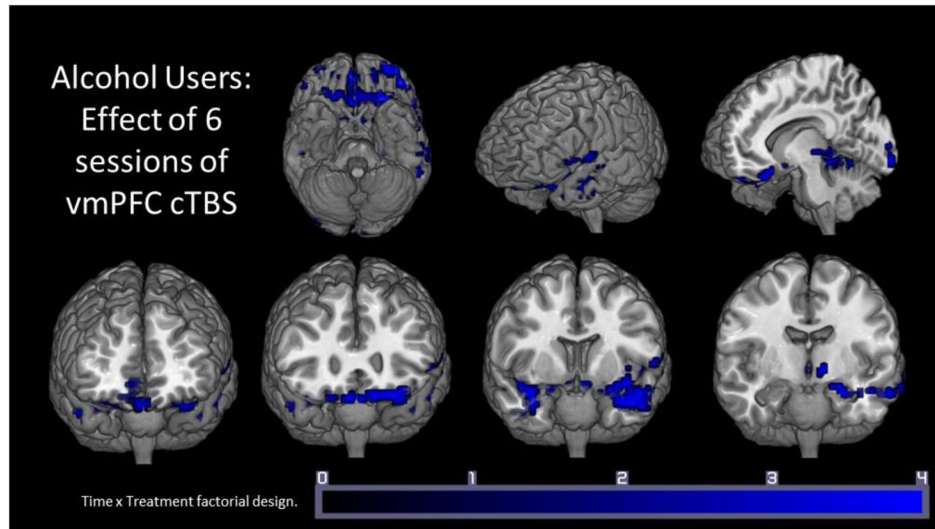 Alcohol Users:
Effect of 6
sessions of
vmPFC cTBS
0 1 2 3 4
Time x Treatment factorial design.